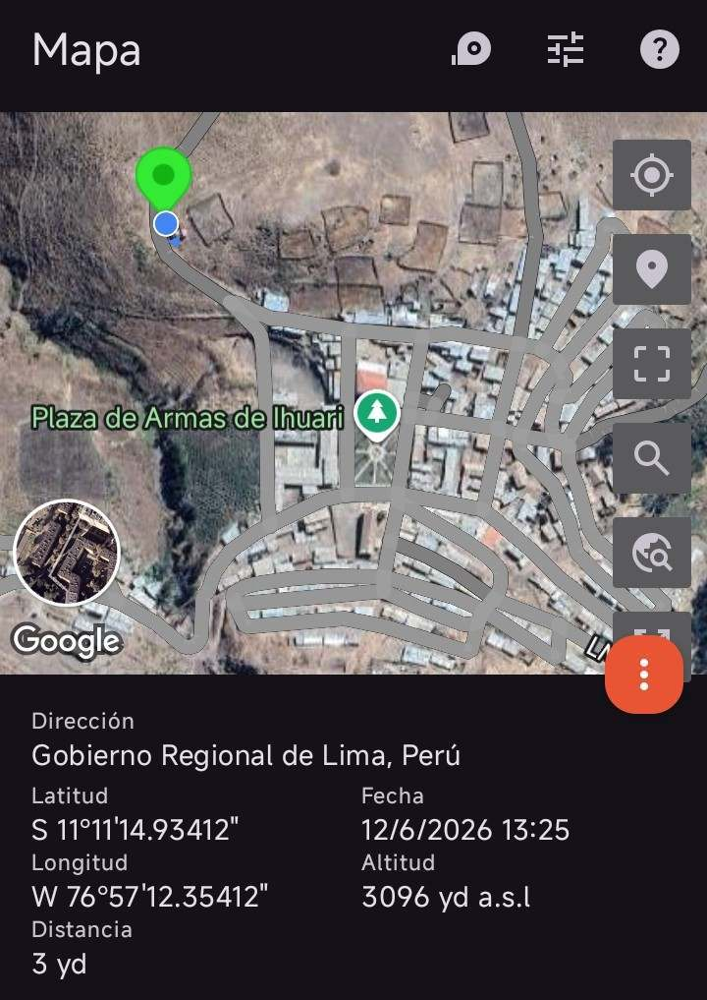 Mapa
Plaza de Armas de Ihuari
Google
Dirección
Gobierno Regional de Lima, Perú
Latitud
S 11°11'14.93412"
Fecha
12/6/2026 13:25
Longitud
W 76°57'12.35412"
Altitud
3096 yd a.s.l
Distancia
3 yd